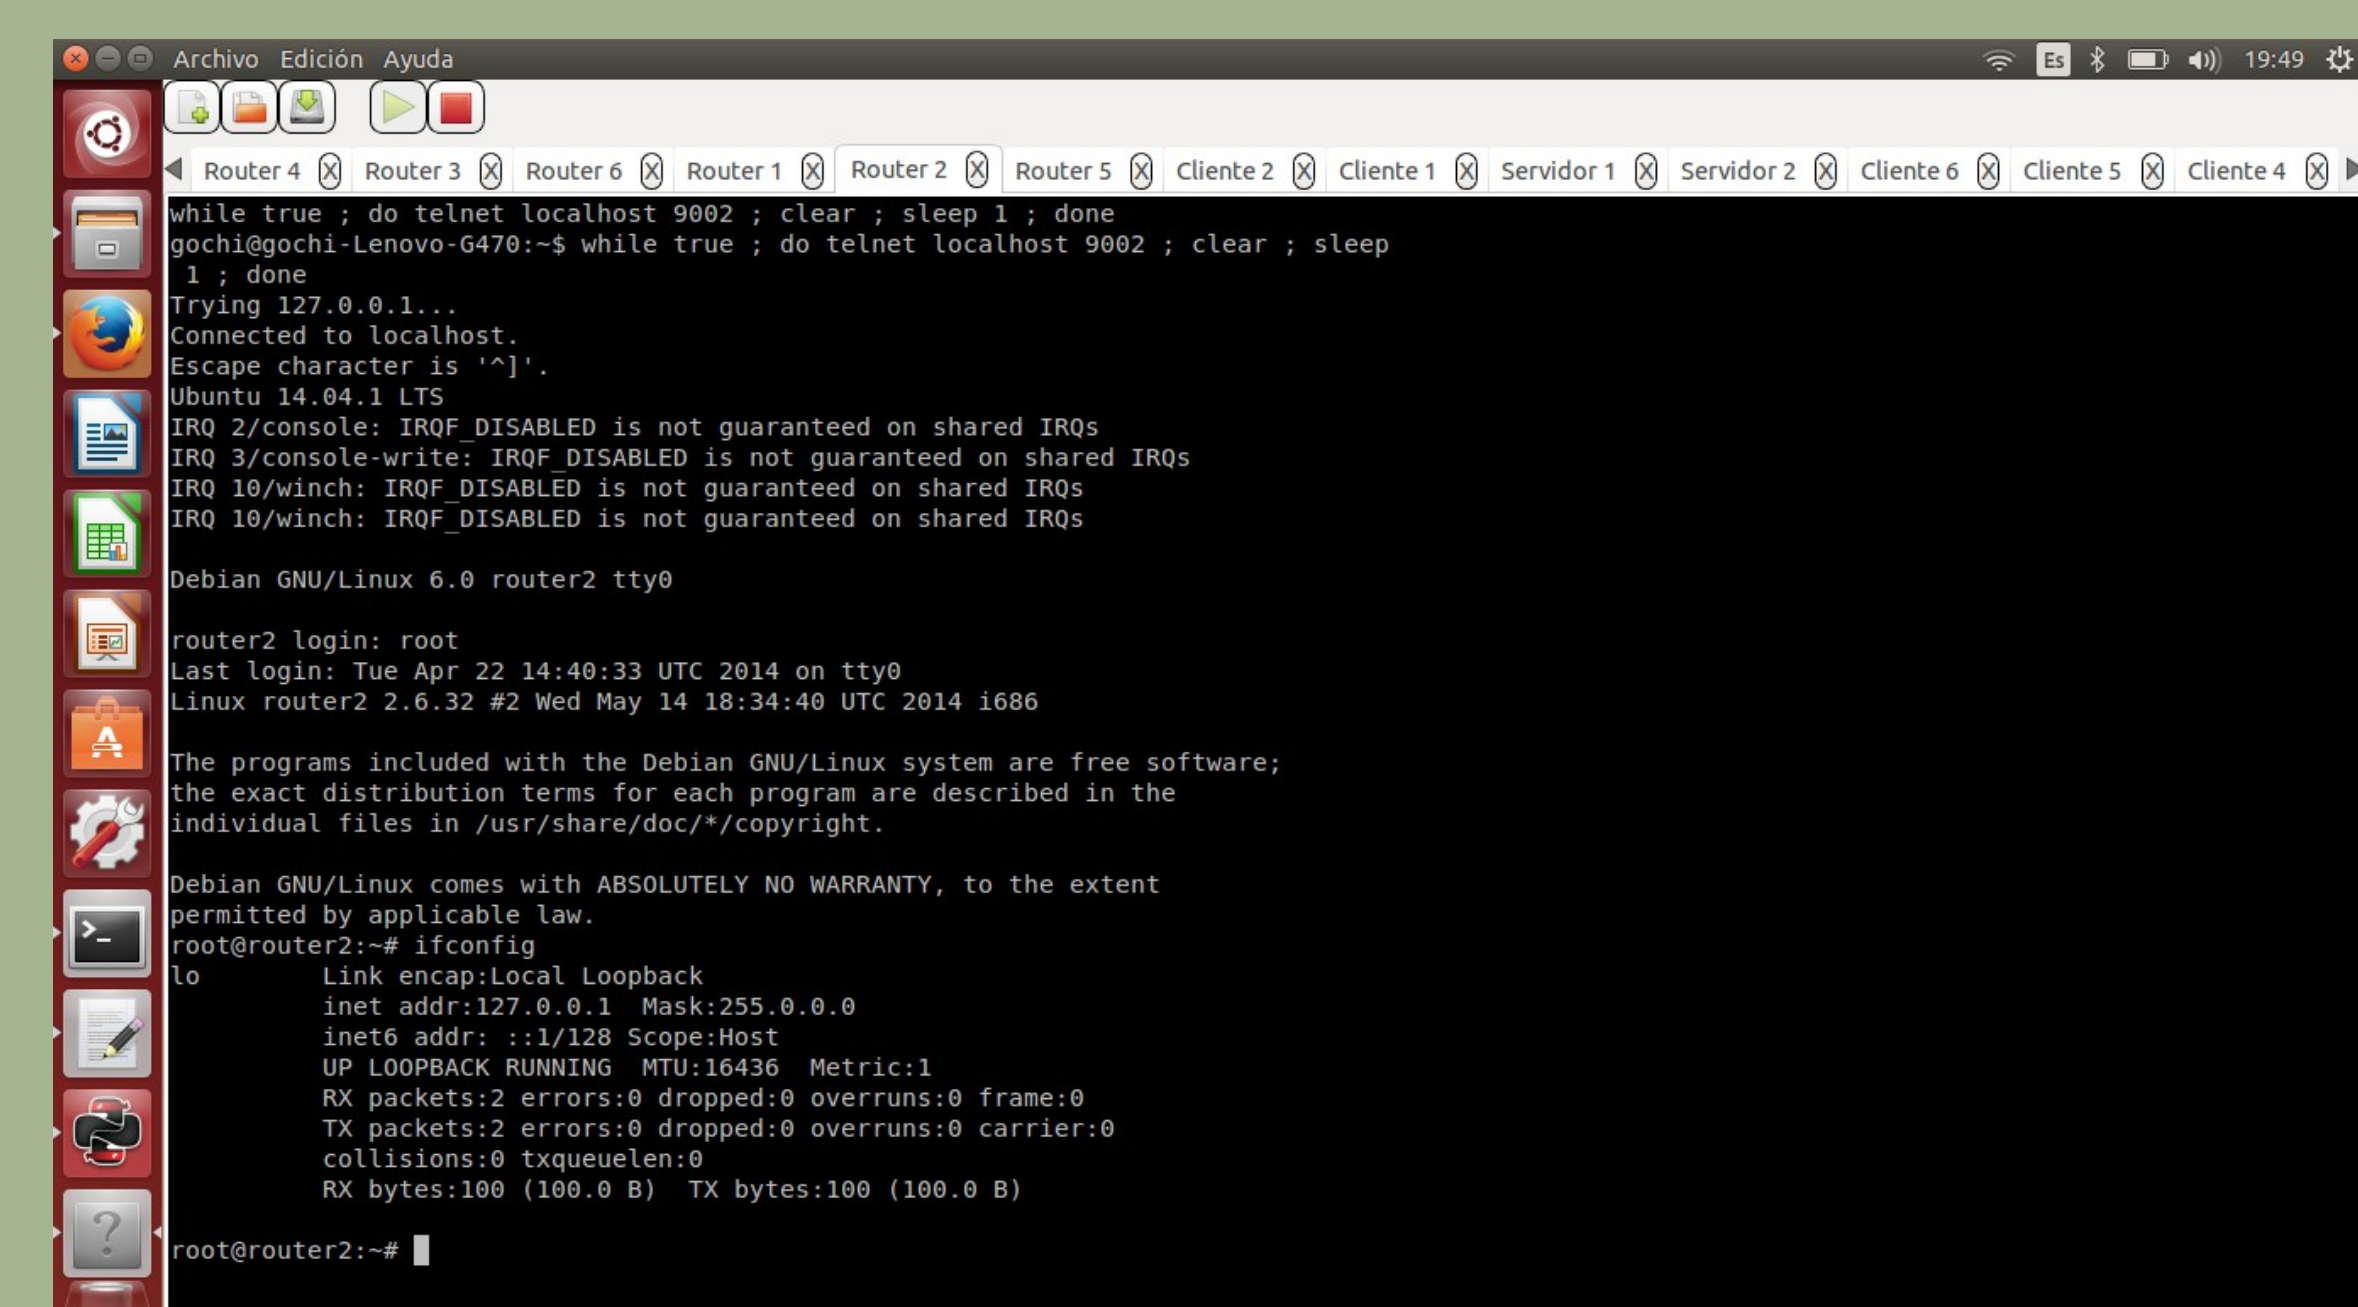 Archivo Edición Ayuda
Es
19:49
Router 4 X Router 3 X Router 6 X Router 1 X Router 2 X Router 5 X Cliente 2 X Cliente 1 X Servidor 1 X Servidor 2 X Cliente 6 X Cliente 5 X Cliente 4 X
while true ; do telnet localhost 9002 ; clear ; sleep 1 ; done
gochi@gochi-Lenovo-G470:~$ while true ; do telnet localhost 9002 ; clear ; sleep
1 ; done
Trying 127.0.0.1...
Connected to localhost.
Escape character is '^]'.
Ubuntu 14.04.1 LTS
IRQ 2/console: IRQF_DISABLED is not guaranteed on shared IRQs
IRQ 3/console-write: IRQF_DISABLED is not guaranteed on shared IRQs
IRQ 10/winch: IRQF_DISABLED is not guaranteed on shared IRQs
IRQ 10/winch: IRQF_DISABLED is not guaranteed on shared IRQs
Debian GNU/Linux 6.0 router2 tty0
router2 login: root
Last login: Tue Apr 22 14:40:33 UTC 2014 on tty0
Linux router2 2.6.32 #2 Wed May 14 18:34:40 UTC 2014 i686
The programs included with the Debian GNU/Linux system are free software;
the exact distribution terms for each program are described in the
individual files in /usr/share/doc/*/copyright.
Debian GNU/Linux comes with ABSOLUTELY NO WARRANTY, to the extent
permitted by applicable law.
root@router2:~# ifconfig
lo Link encap:Local Loopback
inet addr:127.0.0.1 Mask:255.0.0.0
inet6 addr: ::1/128 Scope:Host
UP LOOPBACK RUNNING MTU:16436 Metric:1
RX packets:2 errors:0 dropped:0 overruns:0 frame:0
TX packets:2 errors:0 dropped:0 overruns:0 carrier:0
collisions:0 txqueuelen:0
RX bytes:100 (100.0 B) TX bytes:100 (100.0 B)
root@router2:~#